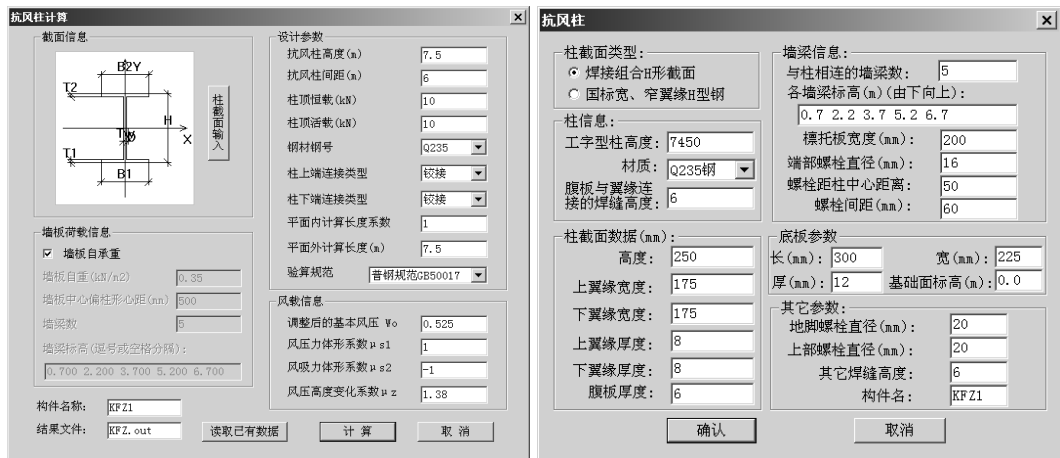 抗风柱计算
截面信息
B2Y
T2
H
Tw
X
T1
B1
柱截面输入
墙板荷载信息
墙板自承重
墙板自重(kN/m2) 0.35
墙板中心偏柱形心距(mm) 500
墙梁数 5
墙梁标高(逗号或空格分隔):
0.700 2.200 3.700 5.200 6.700
构件名称: KFZ1
结果文件: KFZ.out
读取已有数据
设计参数
抗风柱高度(m) 7.5
抗风柱间距(m) 6
柱顶恒载(kN) 10
柱顶活载(kN) 10
钢材钢号 Q235
柱上端连接类型 铰接
柱下端连接类型 铰接
平面内计算长度系数 1
平面外计算长度(m) 7.5
验算规范 普钢规范GB50017
风载信息
调整后的基本风压 Wo 0.525
风压力体形系数μs1 1
风吸力体形系数μs2 -1
风压高度变化系数μz 1.38
计 算 取 消
抗风柱
柱截面类型:
焊接组合H形截面
国标宽、窄翼缘H型钢
柱信息:
工字型柱高度: 7450
材质: Q235钢
腹板与翼缘连
接的焊缝高度: 6
柱截面数据(mm):
高度: 250
上翼缘宽度: 175
下翼缘宽度: 175
上翼缘厚度: 8
下翼缘厚度: 8
腹板厚度: 6
墙梁信息:
与柱相连的墙梁数: 5
各墙梁标高(m)(由下向上):
0.7 2.2 3.7 5.2 6.7
檩托板宽度(mm): 200
端部螺栓直径(mm): 16
螺栓距柱中心距离: 50
螺栓间距(mm): 60
底板参数
长(mm): 300 宽(mm): 225
厚(mm): 12 基础面标高(m): 0.0
其它参数:
地脚螺栓直径(mm): 20
上部螺栓直径(mm): 20
其它焊缝高度: 6
构件名: KFZ1
确认 取消